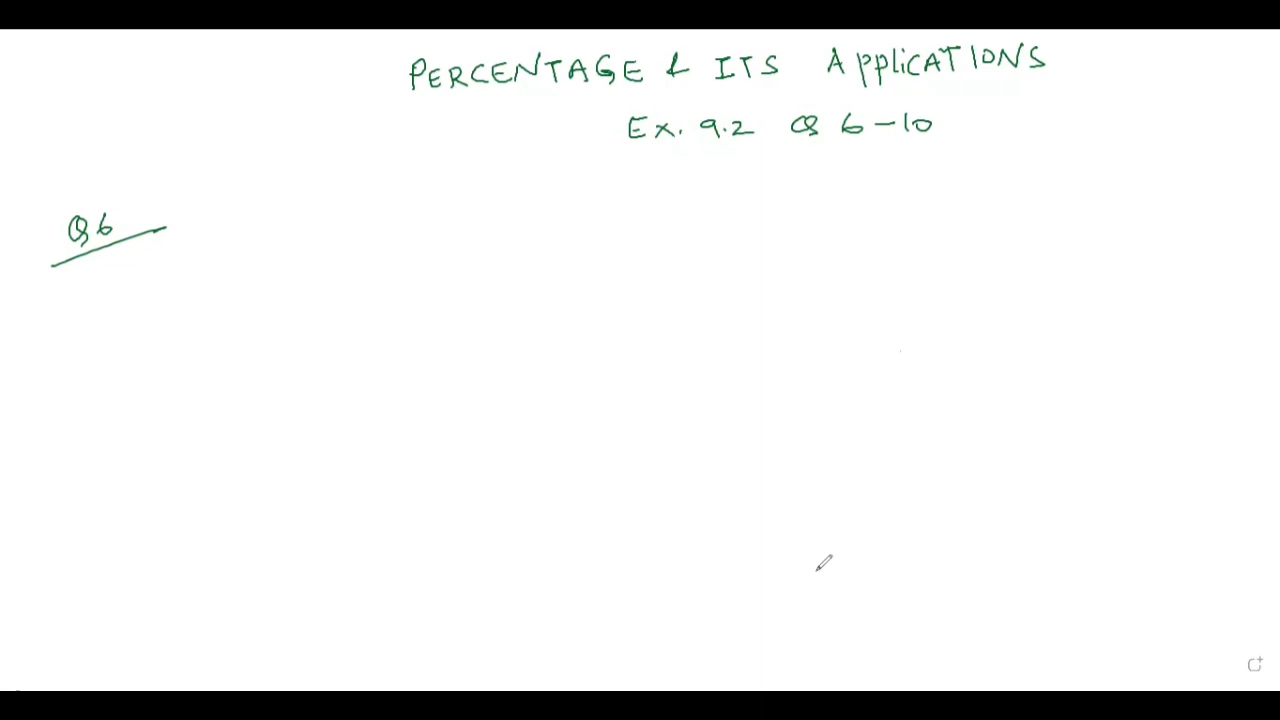 PERCENTAGE & ITS APPLICATIONS
Ex. 9.2 Q 6-10
Q6